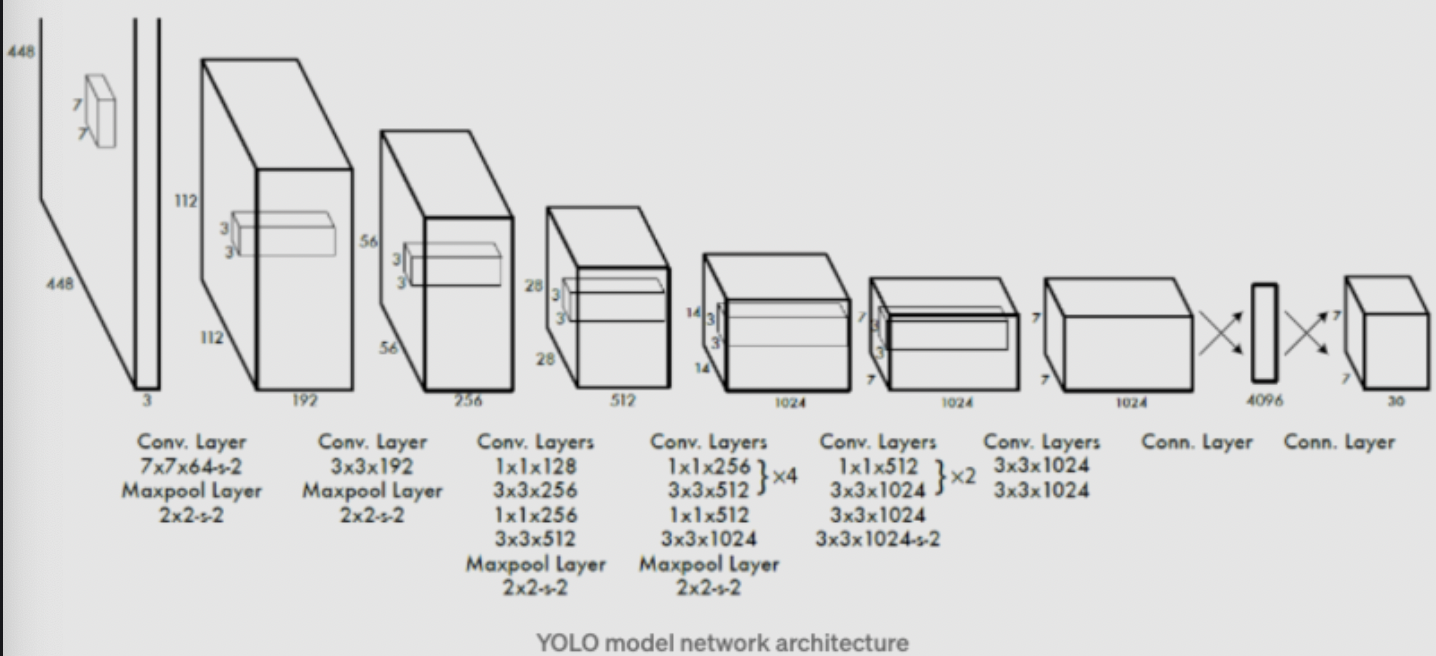 448
7
7
448
3
112
3
3
112
192
56
3
3
56
256
28
3
3
28
512
14
3
3
14
1024
7
3
3
7
1024
7
7
1024
4096
7
7
30
Conv. Layer
7x7x64-s-2
Maxpool Layer
2x2-s-2
Conv. Layer
3x3x192
Maxpool Layer
2x2-s-2
Conv. Layers
1x1x128
3x3x256
1x1x256
3x3x512
Maxpool Layer
2x2-s-2
Conv. Layers
1x1x256
3x3x512
}x4
1x1x512
3x3x1024
Maxpool Layer
2x2-s-2
Conv. Layers
1x1x512
3x3x1024
}x2
3x3x1024
3x3x1024-s-2
Conv. Layers
3x3x1024
3x3x1024
Conn. Layer
Conn. Layer
YOLO model network architecture